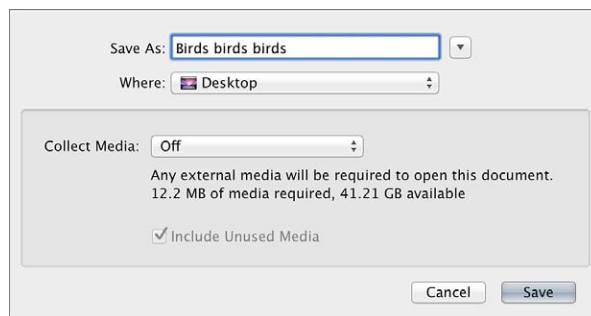 Save As: Birds birds birds
Where: Desktop
Collect Media: Off
Any external media will be required to open this document.
12.2 MB of media required, 41.21 GB available
Include Unused Media
Cancel Save